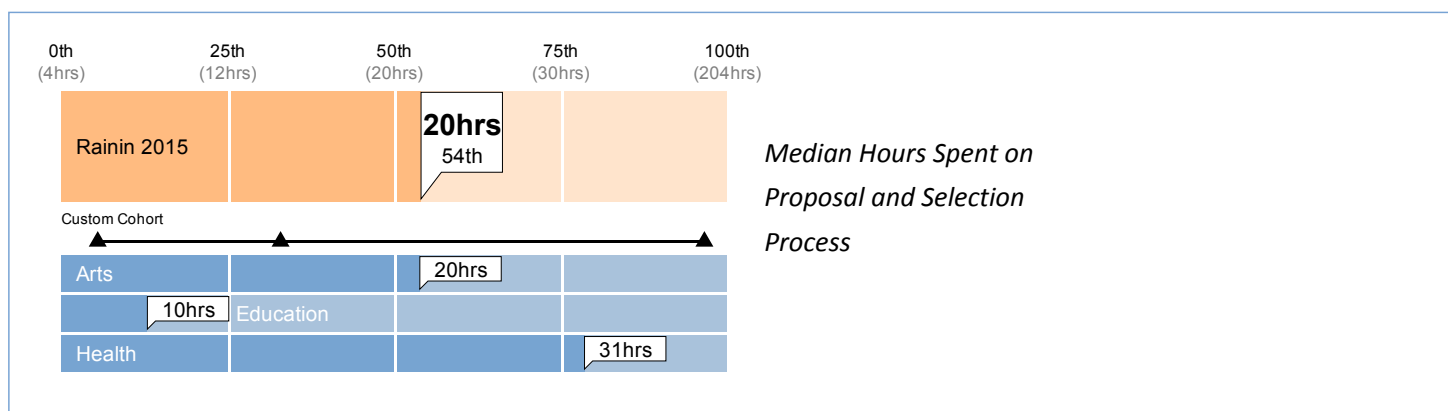 0th 25th 50th 75th 100th
(4hrs) (12hrs) (20hrs) (30hrs) (204hrs)
20hrs
54th
Rainin 2015
Median Hours Spent on
Proposal and Selection
Process
Custom Cohort
Arts 20hrs
10hrs Education
Health 31hrs